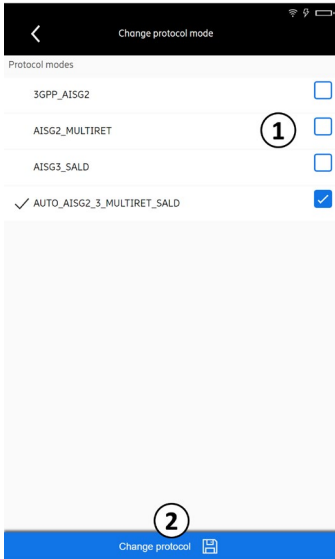 Change protocol mode
Protocol modes
3GPP_AISG2
AISG2_MULTIRET
1
AISG3_SALD
AUTO_AISG2_3_MULTIRET_SALD
2
Change protocol